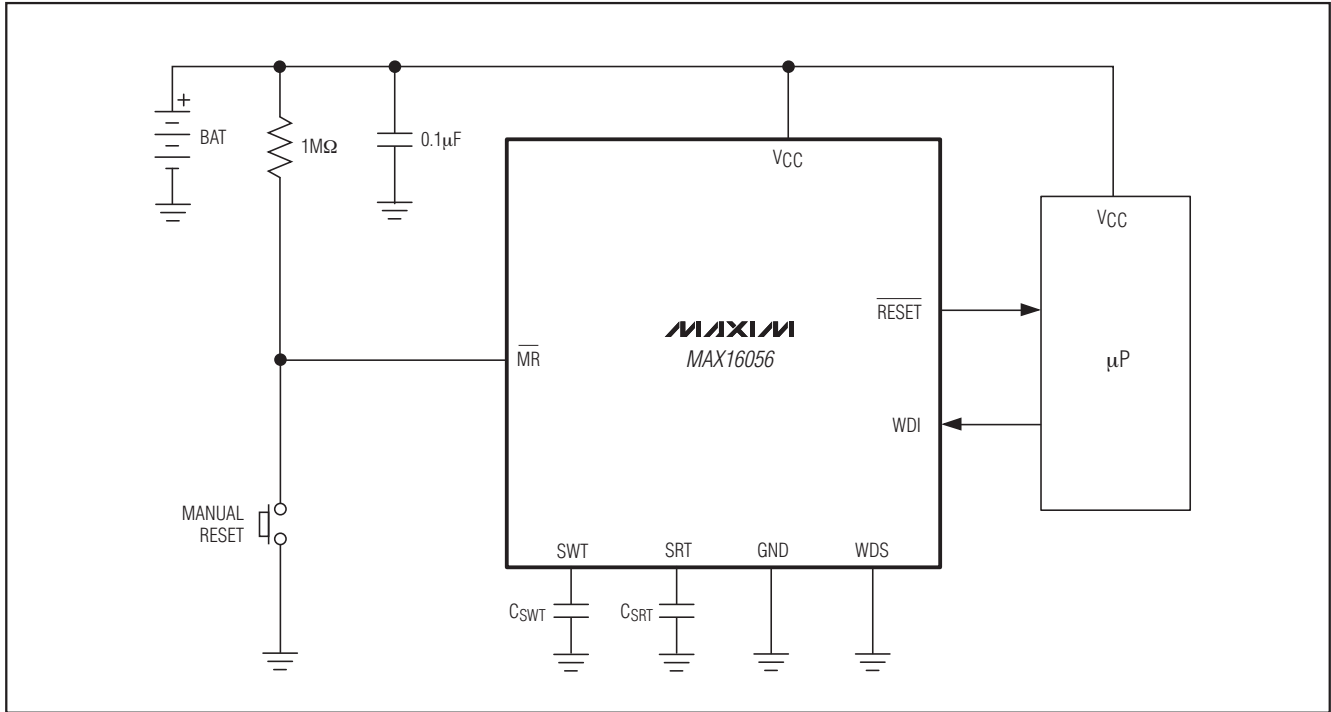 +
BAT
1MΩ
0.1µF
VCC
VCC
RESET
MAXIM
MAX16056
MR
µP
WDI
MANUAL
RESET
SWT
SRT
GND
WDS
CSWT
CSRT